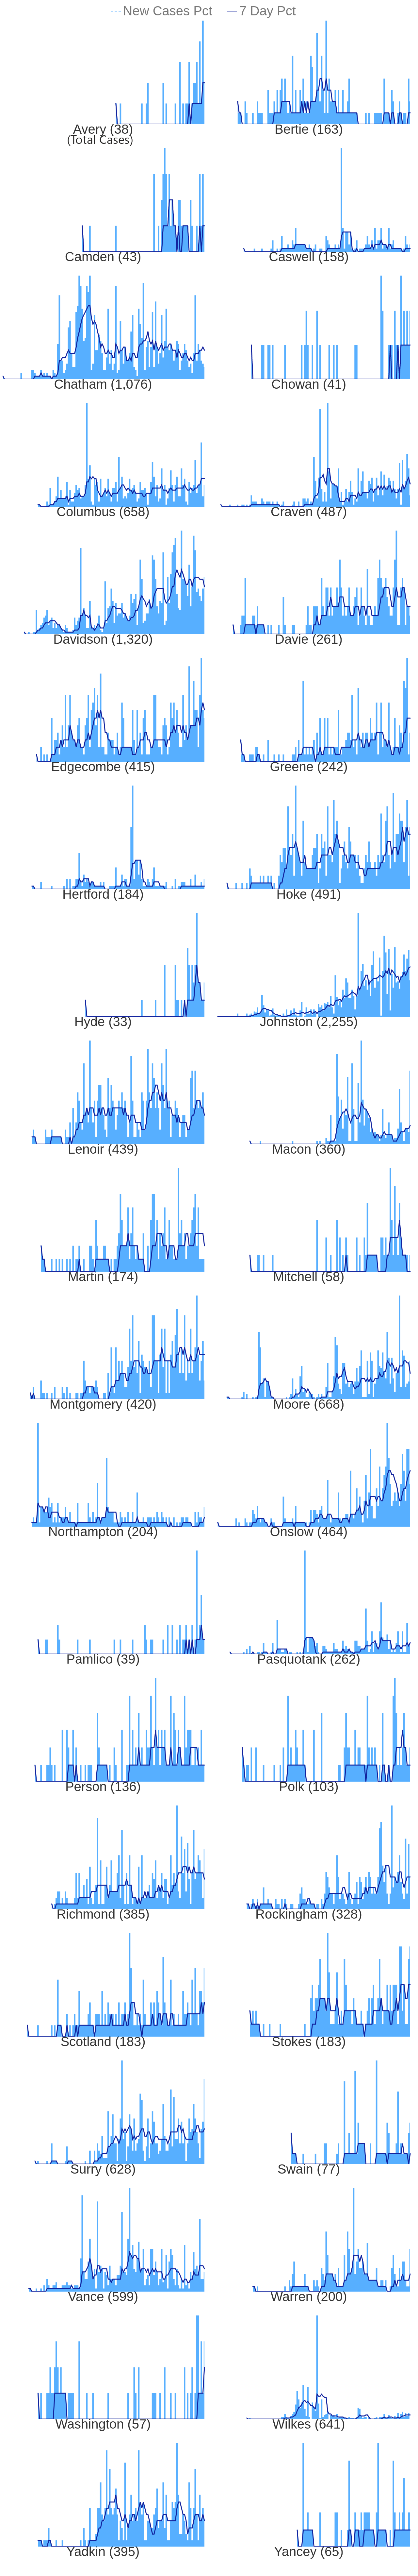 New Cases Pct 7 Day Pct
Avery (38) Bertie (163)
(Total Cases)
Camden (43) Caswell (158)
Chatham (1,076) Chowan (41)
Columbus (658) Craven (487)
Davidson (1,320) Davie (261)
Edgecombe (415) Greene (242)
Hertford (184) Hoke (491)
Hyde (33) Johnston (2,255)
Lenoir (439) Macon (360)
Martin (174) Mitchell (58)
Montgomery (420) Moore (668)
Northampton (204) Onslow (464)
Pamlico (39) Pasquotank (262)
Person (136) Polk (103)
Richmond (385) Rockingham (328)
Scotland (183) Stokes (183)
Surry (628) Swain (77)
Vance (599) Warren (200)
Washington (57) Wilkes (641)
Yadkin (395) Yancey (65)